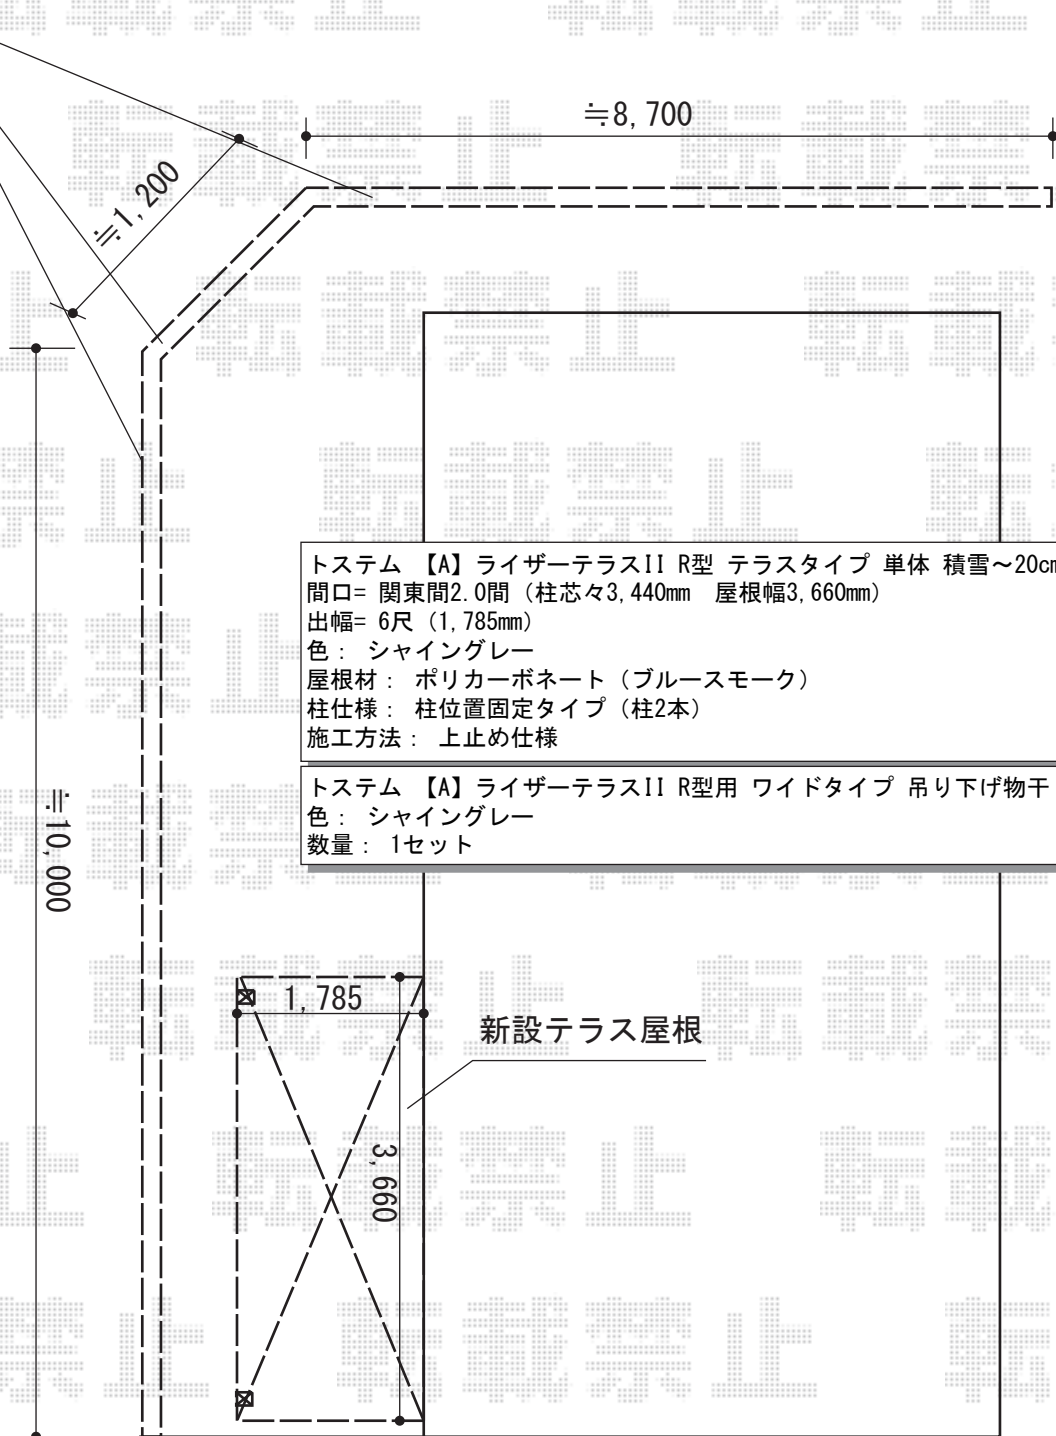 ≒8,700
≒1,200
トステム 【A】ライザーテラスII R型 テラスタイプ 単体 積雪～20cm
間口= 関東間2.0間（柱芯々3,440mm　屋根幅3,660mm）
出幅= 6尺（1,785mm）
色： シャイングレー
屋根材： ポリカーボネート（ブルースモーク）
柱仕様： 柱位置固定タイプ（柱2本）
施工方法： 上止め仕様
トステム 【A】ライザーテラスII R型用 ワイドタイプ 吊り下げ物干
色： シャイングレー
数量： 1セット
≒10,000
1,785
新設テラス屋根
3,660
転載禁止